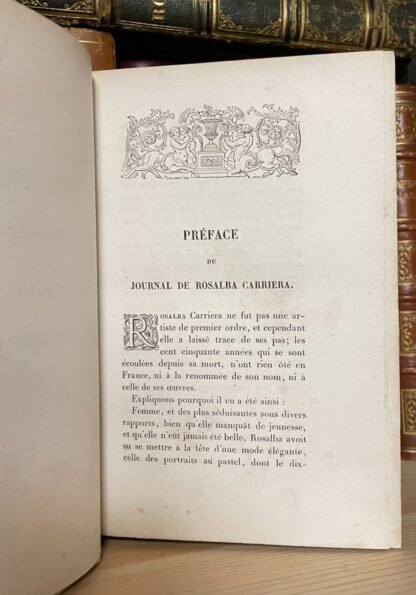 PRÉFACE
DU
JOURNAL DE ROSALBA CARRIERA.
ROSALBA Carriera ne fut pas une ar-
tiste de premier ordre, et cependant
elle a laissé trace de ses pas; les
cent cinquante années qui se sont
écoulées depuis sa mort, n'ont rien ôté en
France, ni à la renommée de son nom, ni à
celle de ses œuvres.
Expliquons pourquoi il en a été ainsi :
Femme, et des plus séduisantes sous divers
rapports, bien qu'elle manquât de jeunesse,
et qu'elle n'eût jamais été belle, Rosalba avoit
su se mettre à la tête d'une mode élégante,
celle des portraits au pastel, dont le dix-